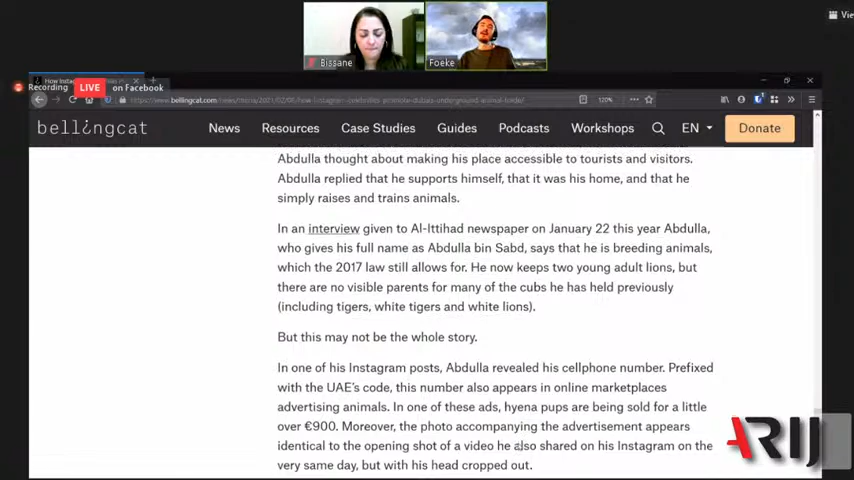 Vie
Bissane
Foeke
Recording
LIVE
on Facebook
120%
bellingcat
News
Resources
Case Studies
Guides
Podcasts
Workshops
EN
Donate
Abdulla thought about making his place accessible to tourists and visitors.
Abdulla replied that he supports himself, that it was his home, and that he
simply raises and trains animals.
In an interview given to Al-Ittihad newspaper on January 22 this year Abdulla,
who gives his full name as Abdulla bin Sabd, says that he is breeding animals,
which the 2017 law still allows for. He now keeps two young adult lions, but
there are no visible parents for many of the cubs he has held previously
(including tigers, white tigers and white lions).
But this may not be the whole story.
In one of his Instagram posts, Abdulla revealed his cellphone number. Prefixed
with the UAE's code, this number also appears in online marketplaces
advertising animals. In one of these ads, hyena pups are being sold for a little
over €900. Moreover, the photo accompanying the advertisement appears
identical to the opening shot of a video he also shared on his Instagram on the
very same day, but with his head cropped out.
ARIJ